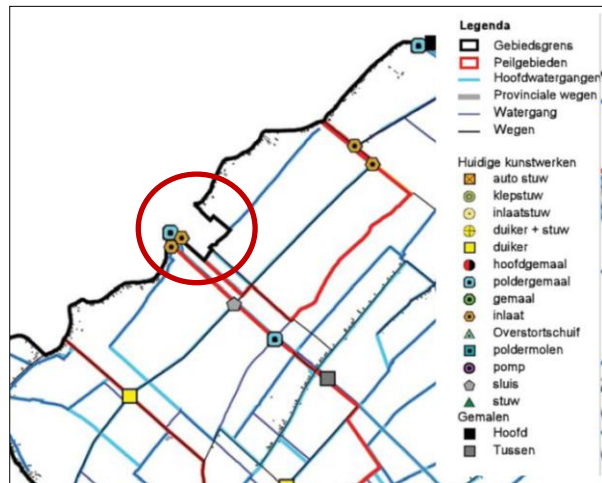 Legenda
Gebiedsgrens
Peilgebieden
Hoofdwatergangen
Provinciale wegen
Watergang
Wegen
Huidige kunstwerken
auto stuw
klepstuw
inlaatstuw
duiker + stuw
duiker
hoofdgemaal
poldergemaal
gemaal
inlaat
Overstortschuif
poldermolen
pomp
sluis
stuw
Gemalen
Hoofd
Tussen